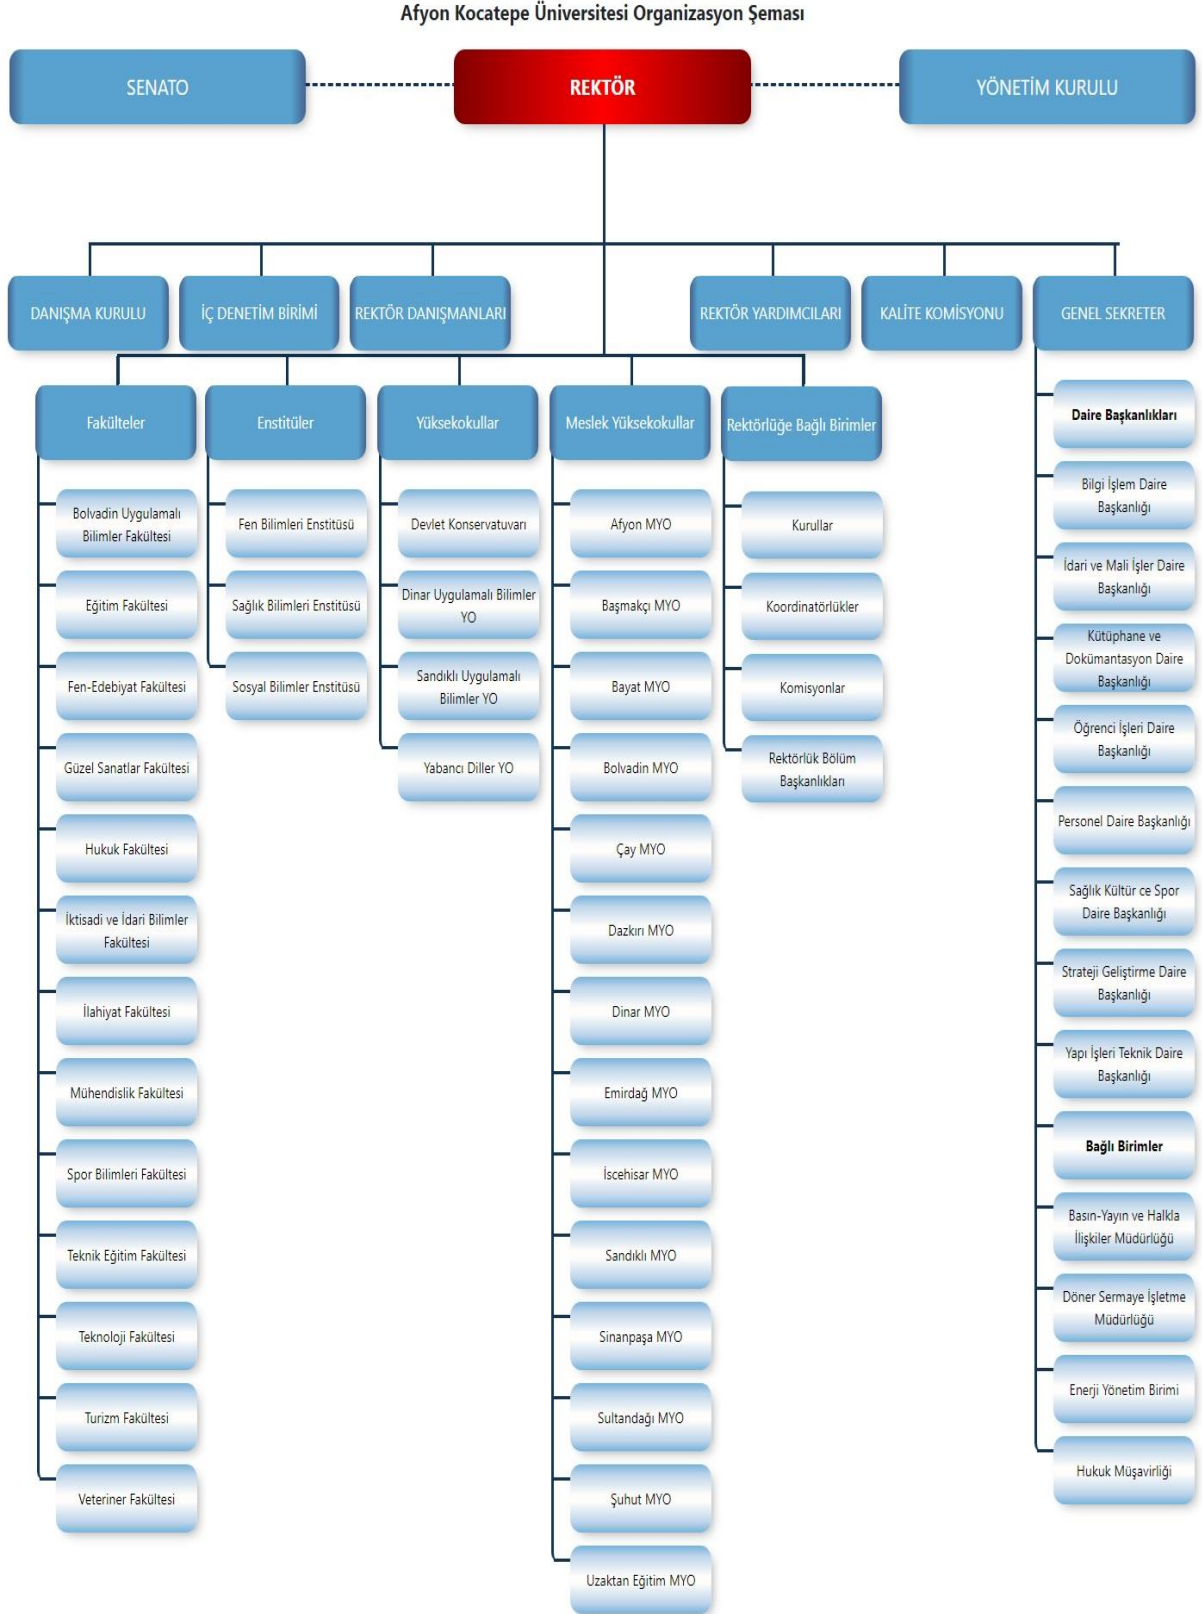 Afyon Kocatepe Üniversitesi Organizasyon Şeması
SENATO
REKTÖR
YÖNETİM KURULU
DANIŞMA KURULU
İÇ DENETİM BİRİMİ
REKTÖR DANIŞMANLARI
REKTÖR YARDIMCILARI
KALİTE KOMİSYONU
GENEL SEKRETER
Fakülteler
Bolvadin Uygulamalı
Bilimler Fakültesi
Eğitim Fakültesi
Fen-Edebiyat Fakültesi
Güzel Sanatlar Fakültesi
Hukuk Fakültesi
İktisadi ve İdari Bilimler
Fakültesi
İlahiyat Fakültesi
Mühendislik Fakültesi
Spor Bilimleri Fakültesi
Teknik Eğitim Fakültesi
Teknoloji Fakültesi
Turizm Fakültesi
Veteriner Fakültesi
Enstitüler
Fen Bilimleri Enstitüsü
Sağlık Bilimleri Enstitüsü
Sosyal Bilimler Enstitüsü
Yüksekokullar
Devlet Konservatuvarı
Dinar Uygulamalı Bilimler
YO
Sandıklı Uygulamalı
Bilimler YO
Yabancı Diller YO
Meslek Yüksekokullar
Afyon MYO
Başmakçı MYO
Bayat MYO
Bolvadin MYO
Çay MYO
Dazkırı MYO
Dinar MYO
Emirdağ MYO
İscehisar MYO
Sandıklı MYO
Sinanpaşa MYO
Sultandağı MYO
Şuhut MYO
Uzaktan Eğitim MYO
Rektörlüğe Bağlı Birimler
Kurullar
Koordinatörlükler
Komisyonlar
Rektörlük Bölüm
Başkanlıkları
Daire Başkanlıkları
Bilgi İşlem Daire
Başkanlığı
İdari ve Mali İşler Daire
Başkanlığı
Kütüphane ve
Dokümantasyon Daire
Başkanlığı
Öğrenci İşleri Daire
Başkanlığı
Personel Daire Başkanlığı
Sağlık Kültür ce Spor
Daire Başkanlığı
Strateji Geliştirme Daire
Başkanlığı
Yapı İşleri Teknik Daire
Başkanlığı
Bağlı Birimler
Basın-Yayın ve Halkla
İlişkiler Müdürlüğü
Döner Sermaye İşletme
Müdürlüğü
Enerji Yönetim Birimi
Hukuk Müşavirliği